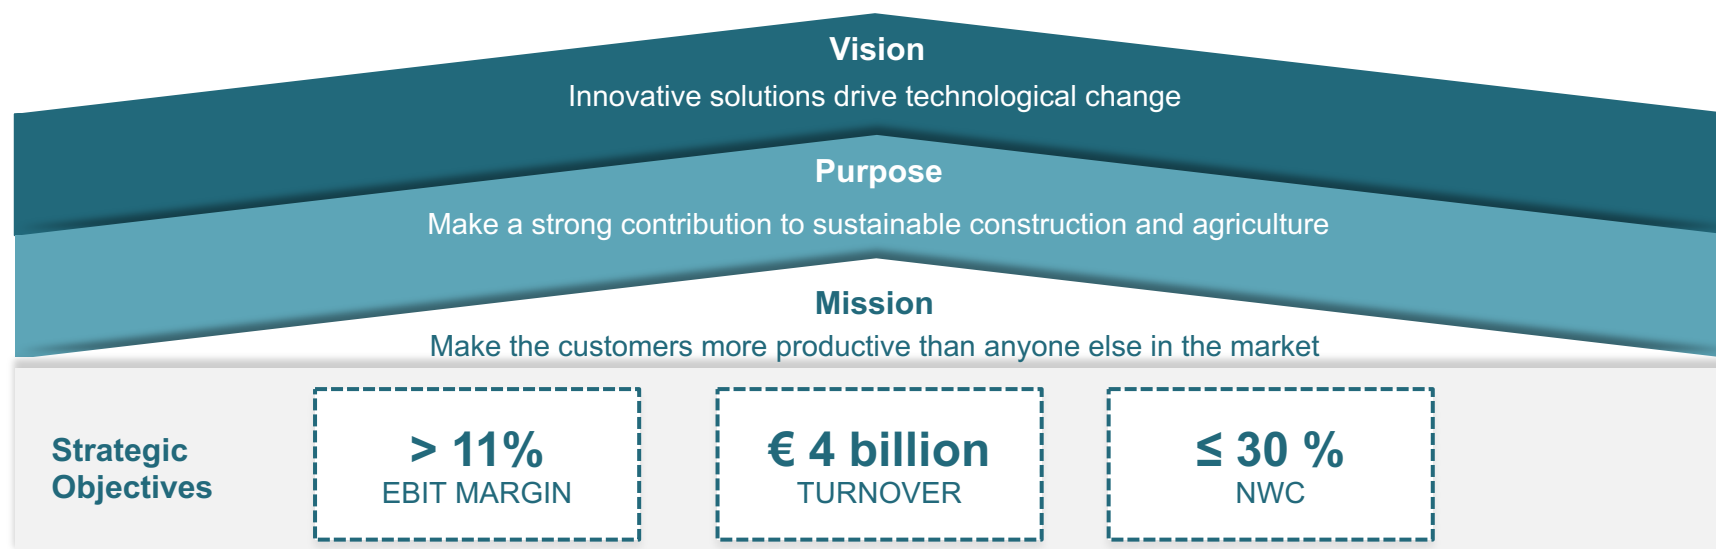 Vision
Innovative solutions drive technological change
Purpose
Make a strong contribution to sustainable construction and agriculture
Mission
Make the customers more productive than anyone else in the market
Strategic
Objectives
> 11%
EBIT MARGIN
€ 4 billion
TURNOVER
≤ 30 %
NWC